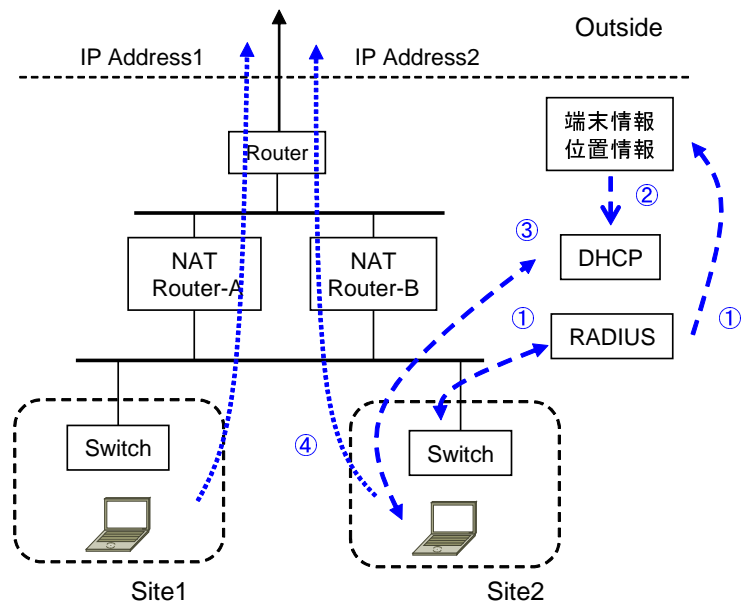 Outside
IP Address1
IP Address2
端末情報
位置情報
Router
②
③
NAT
Router-A
NAT
Router-B
DHCP
①
RADIUS
①
Switch
④
Switch
Site1
Site2